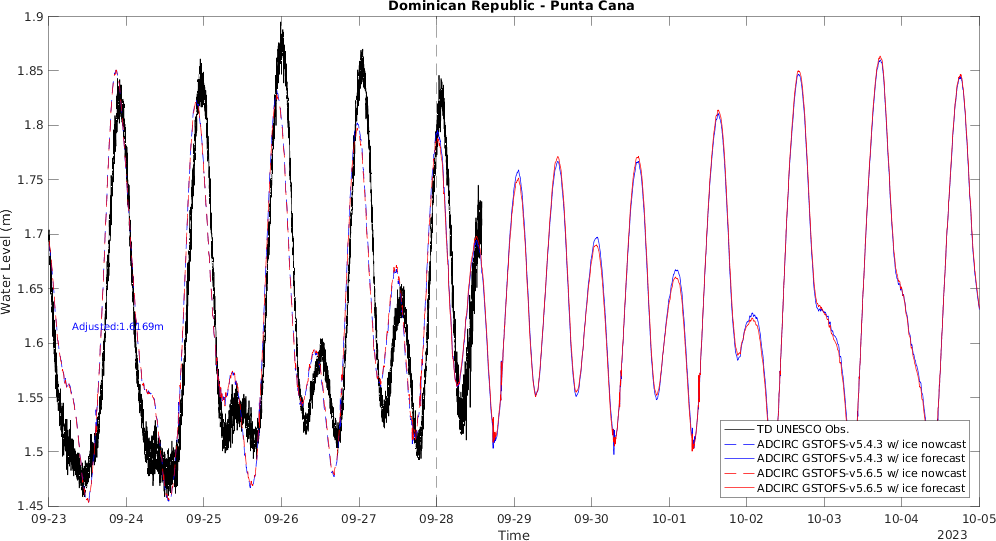 Dominican Republic - Punta Cana
Water Level (m)
1.9
1.85
1.8
1.75
1.7
1.65
1.6
1.55
1.5
1.45
Adjusted:1.6169m
TD UNESCO Obs.
ADCIRC GSTOFS-v5.4.3 w/ ice nowcast
ADCIRC GSTOFS-v5.4.3 w/ ice forecast
ADCIRC GSTOFS-v5.6.5 w/ ice nowcast
ADCIRC GSTOFS-v5.6.5 w/ ice forecast
09-23 09-24 09-25 09-26 09-27 09-28 09-29 09-30 10-01 10-02 10-03 10-04 10-05
Time
2023